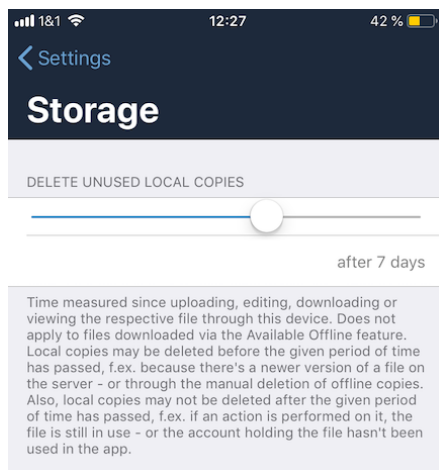 1&1 12:27 42 %
Settings
Storage
DELETE UNUSED LOCAL COPIES
after 7 days
Time measured since uploading, editing, downloading or
viewing the respective file through this device. Does not
apply to files downloaded via the Available Offline feature.
Local copies may be deleted before the given period of time
has passed, f.ex. because there's a newer version of a file on
the server - or through the manual deletion of offline copies.
Also, local copies may not be deleted after the given period
of time has passed, f.ex. if an action is performed on it, the
file is still in use - or the account holding the file hasn't been
used in the app.